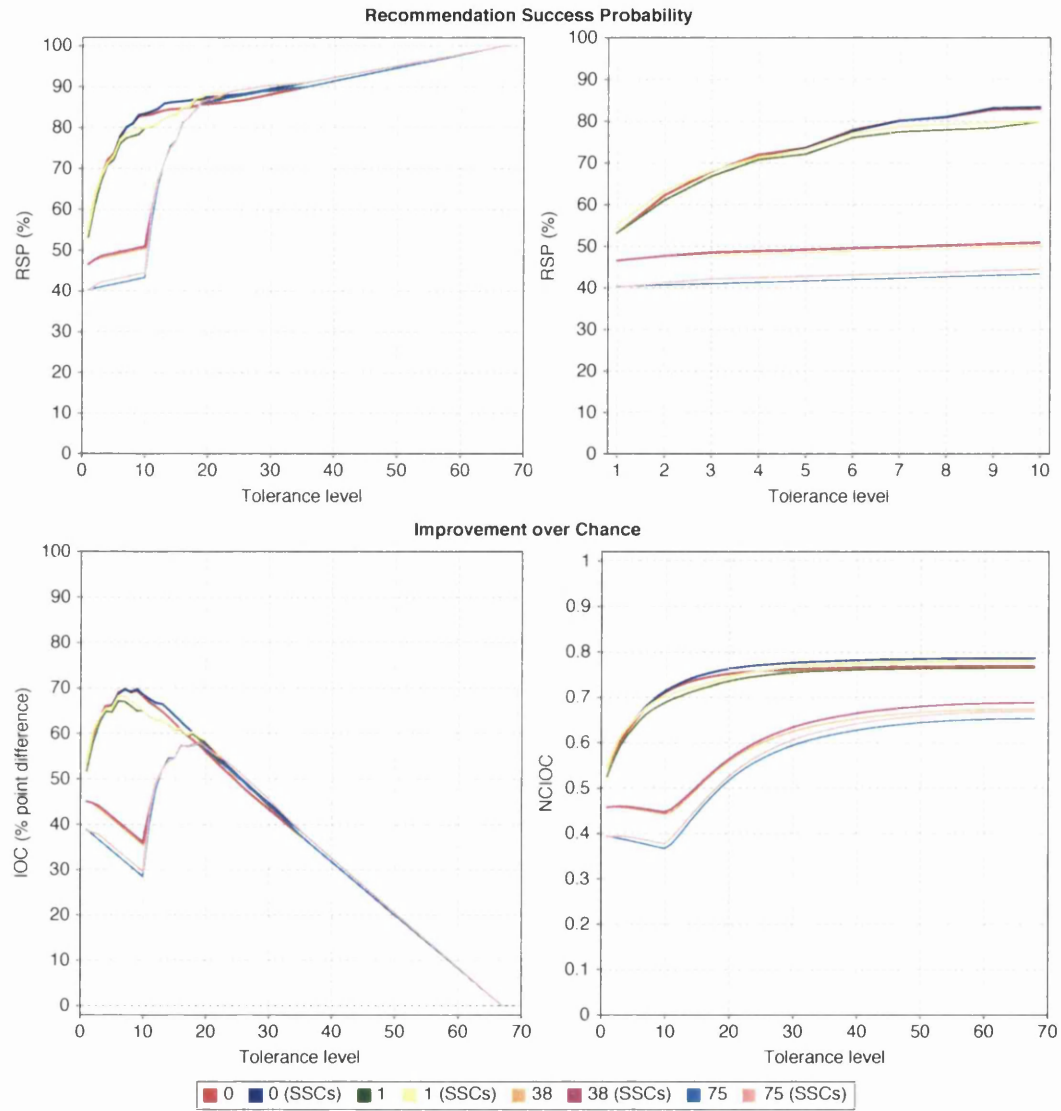 Recommendation Success Probability
100
90
80
70
60
50
40
30
20
10
0
RSP (%)
0 10 20 30 40 50 60 70
Tolerance level
100
90
80
70
60
50
40
30
20
10
0
RSP (%)
1 2 3 4 5 6 7 8 9 10
Tolerance level
Improvement over Chance
100
90
80
70
60
50
40
30
20
10
0
IOC (% point difference)
0 10 20 30 40 50 60 70
Tolerance level
1
0.9
0.8
0.7
0.6
0.5
0.4
0.3
0.2
0.1
0
NCIOC
0 10 20 30 40 50 60 70
Tolerance level
0 0 (SSCs) 1 1 (SSCs) 38 38 (SSCs) 75 75 (SSCs)